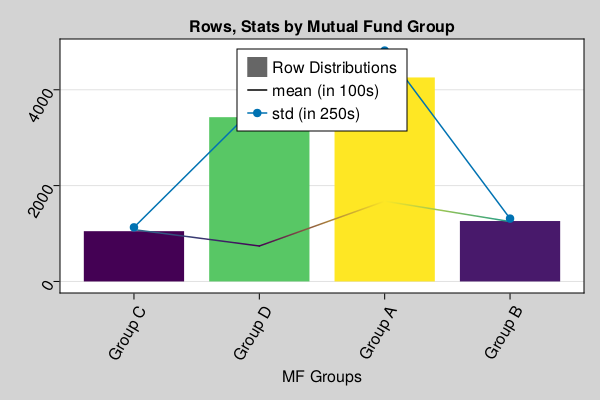 Rows, Stats by Mutual Fund Group
Row Distributions
mean (in 100s)
std (in 250s)
4000
2000
0
Group C
Group D
Group A
Group B
MF Groups